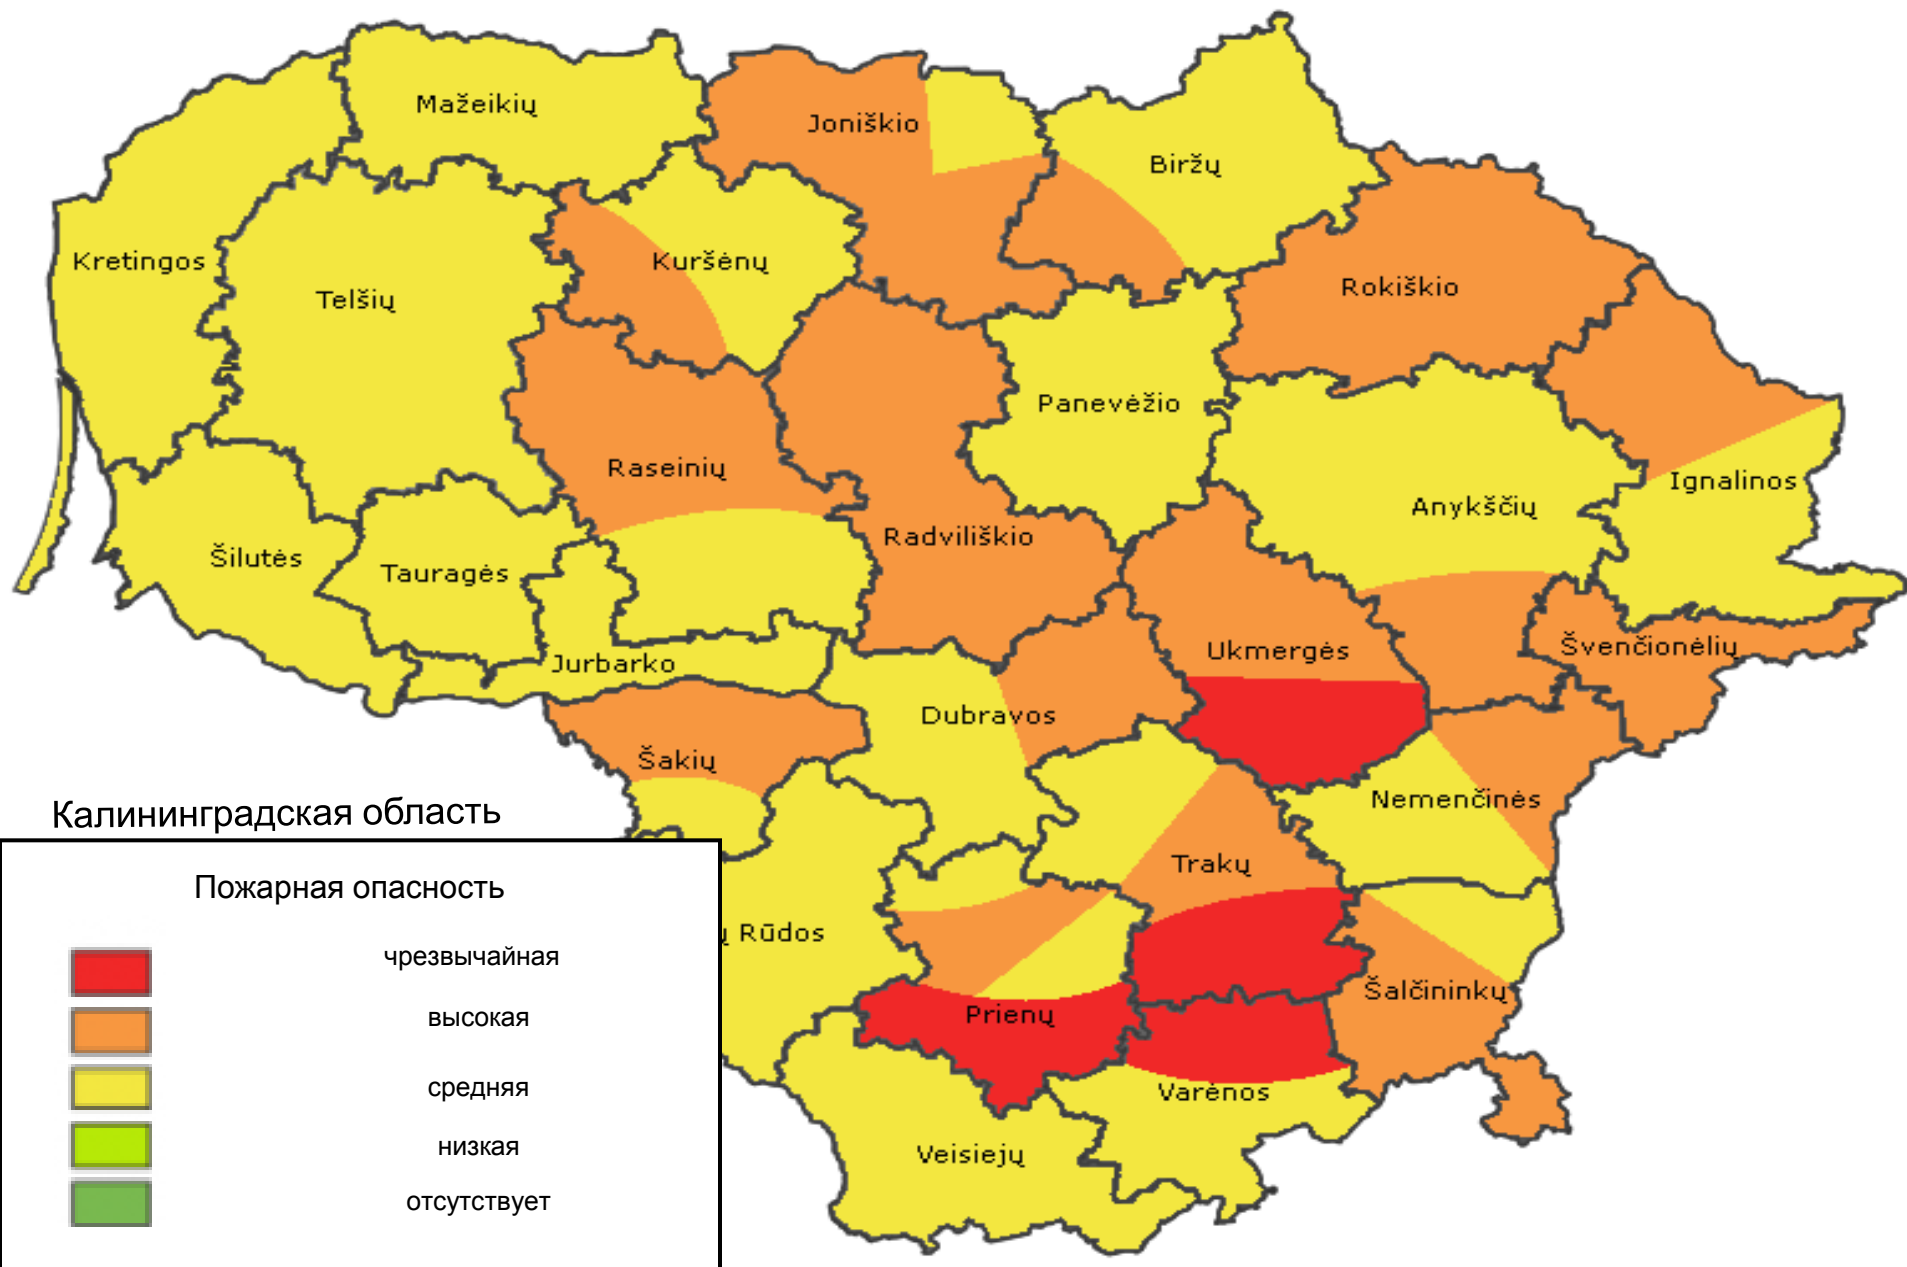 Mažeikių
Joniškio
Biržų
Kretingos
Telšių
Kuršėnų
Rokiškio
Panevėžio
Raseinių
Ignalinos
Anykščių
Radviliškio
Šilutės
Tauragės
Jurbarko
Ukmergės
Švenčionėlių
Dubravos
Šakių
Nemenčinės
Trakų
ų Rūdos
Šalčininkų
Prienų
Varėnos
Veisiejų
Калининградская область
Пожарная опасность
чрезвычайная
высокая
средняя
низкая
отсутствует